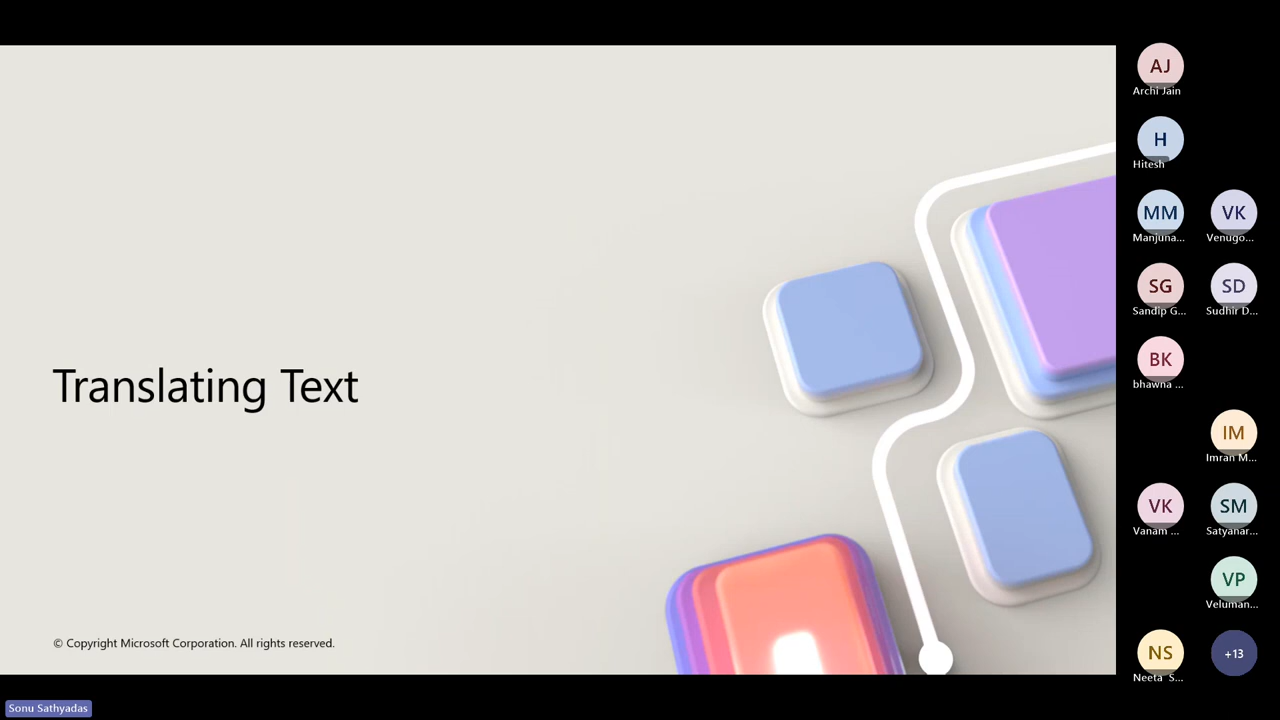 Translating Text
© Copyright Microsoft Corporation. All rights reserved.
Sonu Sathyadas
AJ
Archi Jain
H
Hitesh
MM
Manjuna...
VK
Venugo...
SG
Sandip G...
SD
Sudhir D...
BK
bhawna ...
IM
Imran M...
VK
Vanam ...
SM
Satyanar...
VP
Veluman...
NS
Neeta S...
+13